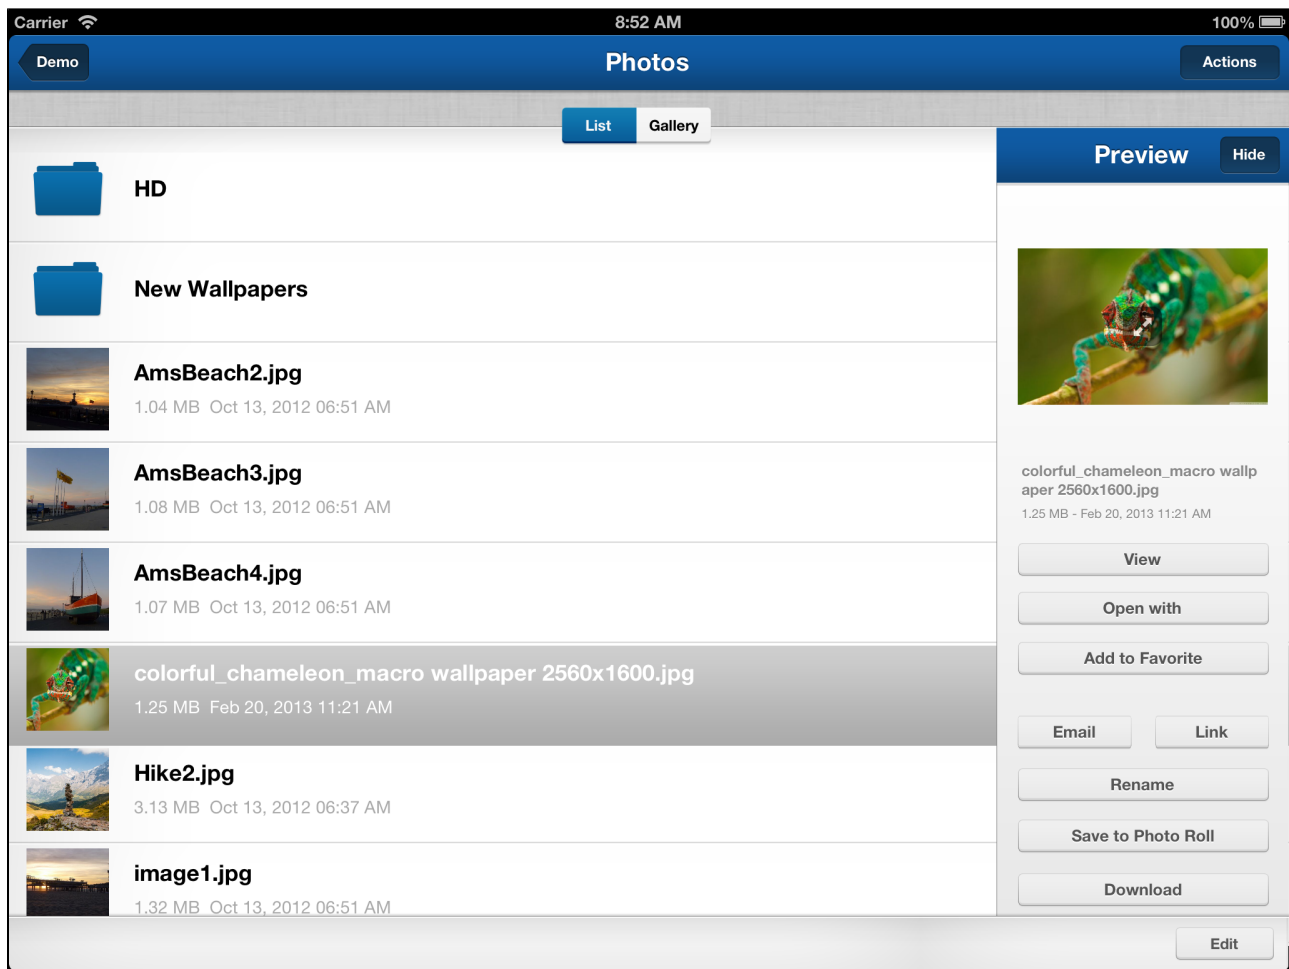 Carrier 8:52 AM 100%
Demo Photos Actions
List Gallery
Preview Hide
HD
New Wallpapers
AmsBeach2.jpg
1.04 MB Oct 13, 2012 06:51 AM
AmsBeach3.jpg
1.08 MB Oct 13, 2012 06:51 AM
AmsBeach4.jpg
1.07 MB Oct 13, 2012 06:51 AM
colorful_chameleon_macro wallpaper 2560x1600.jpg
1.25 MB Feb 20, 2013 11:21 AM
Hike2.jpg
3.13 MB Oct 13, 2012 06:37 AM
image1.jpg
1.32 MB Oct 13, 2012 06:51 AM
colorful_chameleon_macro wallp
aper 2560x1600.jpg
1.25 MB - Feb 20, 2013 11:21 AM
View
Open with
Add to Favorite
Email Link
Rename
Save to Photo Roll
Download
Edit